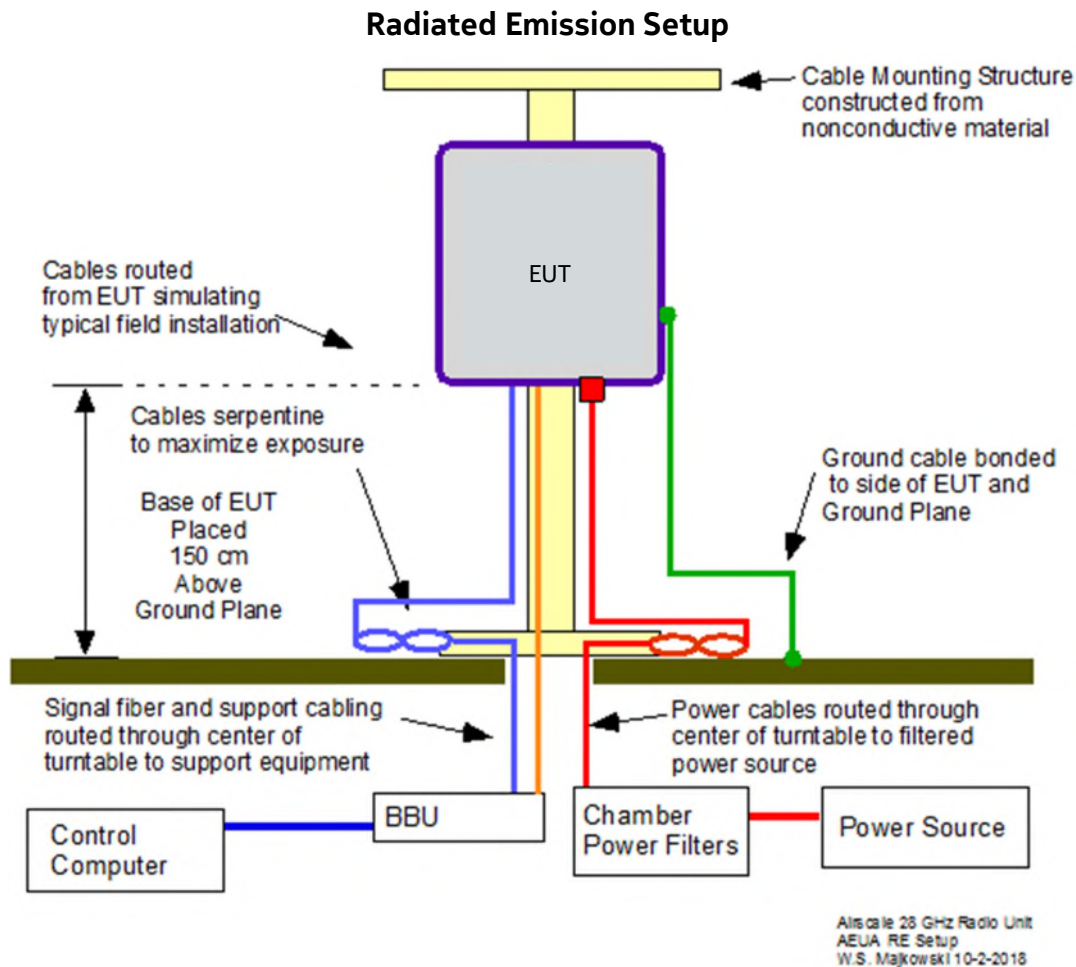 Radiated Emission Setup
Cable Mounting Structure
constructed from
nonconductive material
EUT
Cables routed
from EUT simulating
typical field installation
Cables serpentine
to maximize exposure
Base of EUT
Placed
150 cm
Above
Ground Plane
Ground cable bonded
to side of EUT and
Ground Plane
Signal fiber and support cabling
routed through center of
turntable to support equipment
Power cables routed through
center of turntable to filtered
power source
Control
Computer
BBU
Chamber
Power Filters
Power Source
Airscale 28 GHz Radio Unit
AEUA RE Setup
W.S. Majkowski 10-2-2018